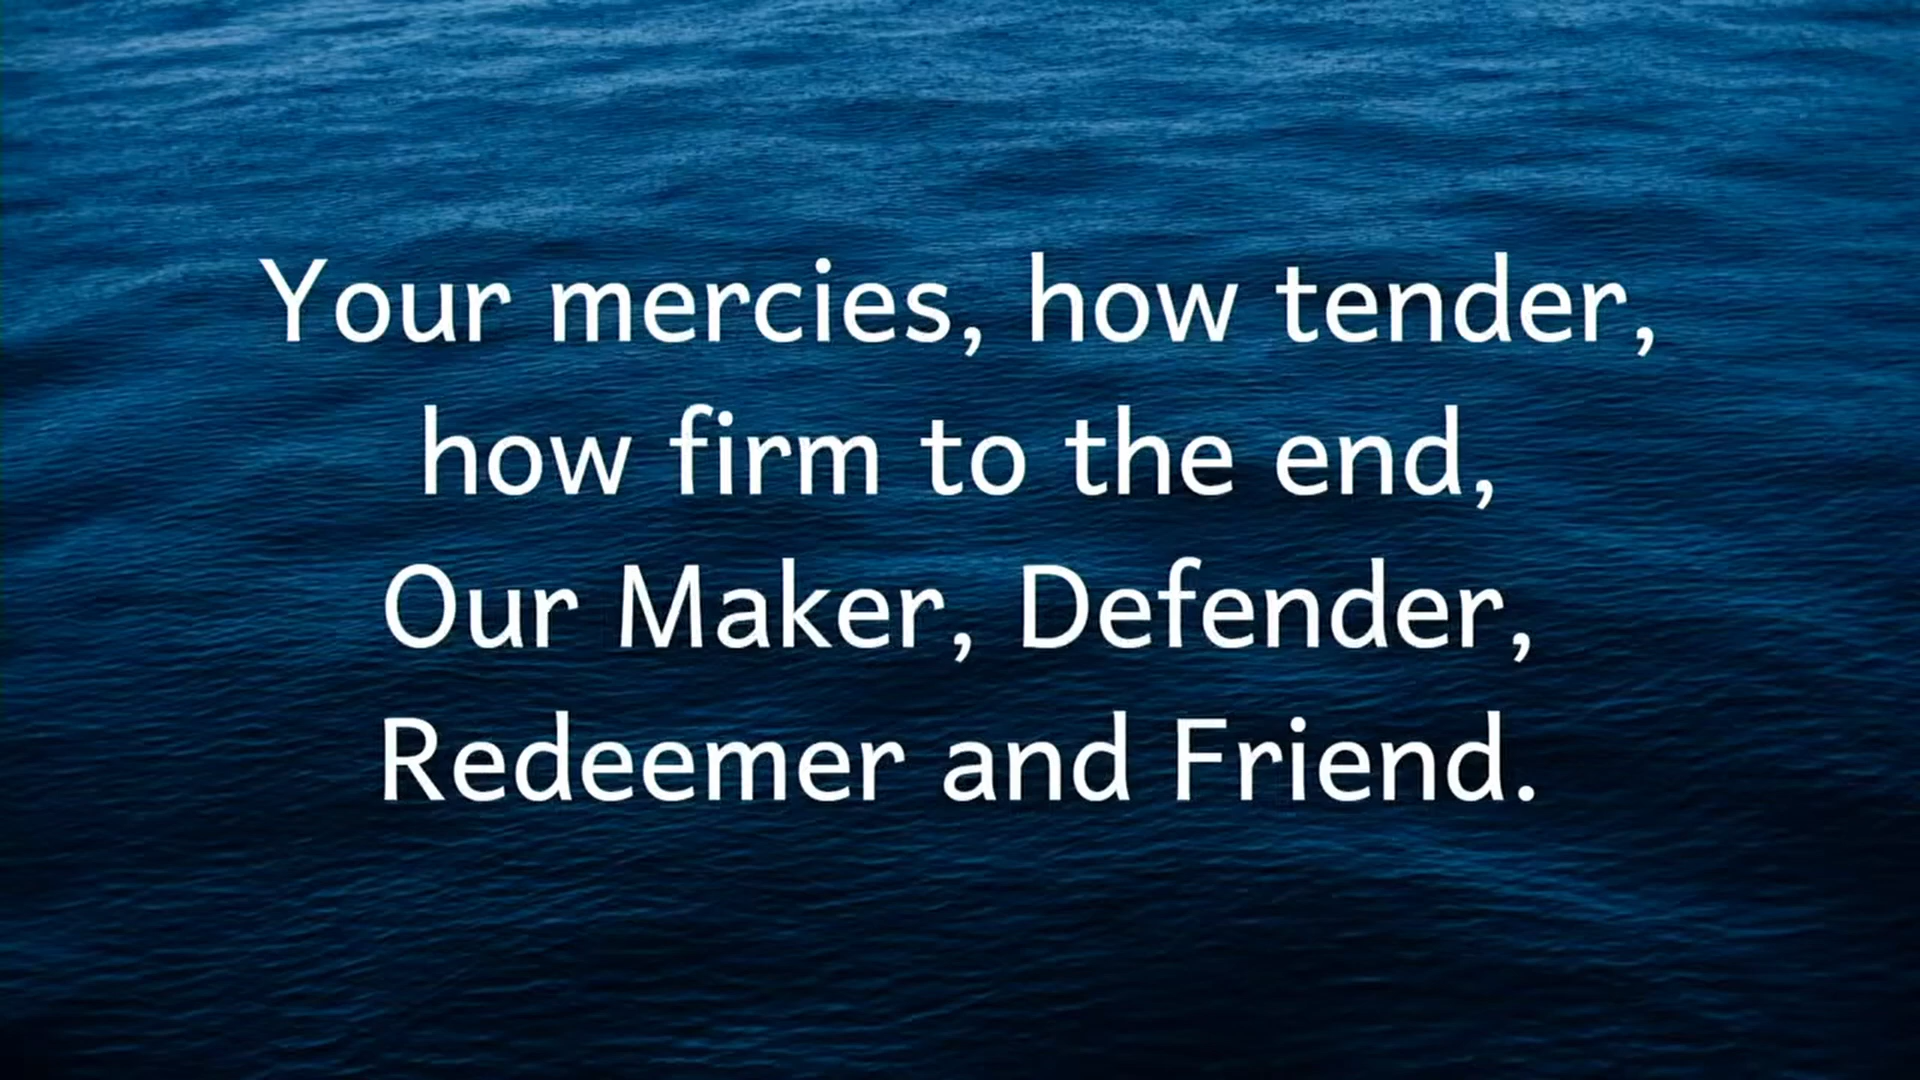 Your mercies, how tender,
how firm to the end,
Our Maker, Defender,
Redeemer and Friend.